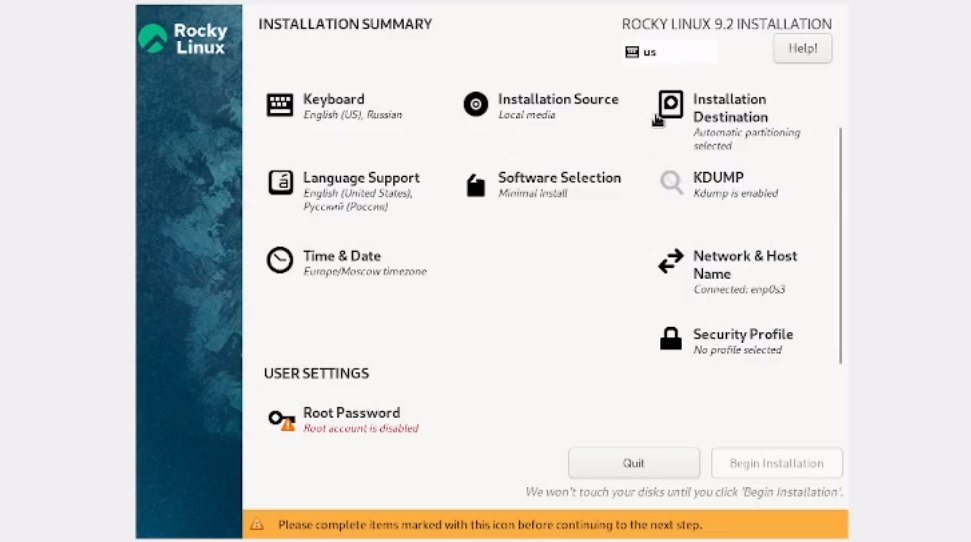 Rocky
Linux
INSTALLATION SUMMARY
ROCKY LINUX 9.2 INSTALLATION
us
Help!
Keyboard
English (US), Russian
Installation Source
Local media
Installation
Destination
Automatic partitioning
selected
Language Support
English (United States),
Русский (Россия)
Software Selection
Minimal Install
KDUMP
Kdump is enabled
Time & Date
Europe/Moscow timezone
Network & Host
Name
Connected: enp0s3
Security Profile
No profile selected
USER SETTINGS
Root Password
Root account is disabled
Quit
Begin Installation
We won't touch your disks until you click 'Begin Installation'.
Please complete items marked with this icon before continuing to the next step.